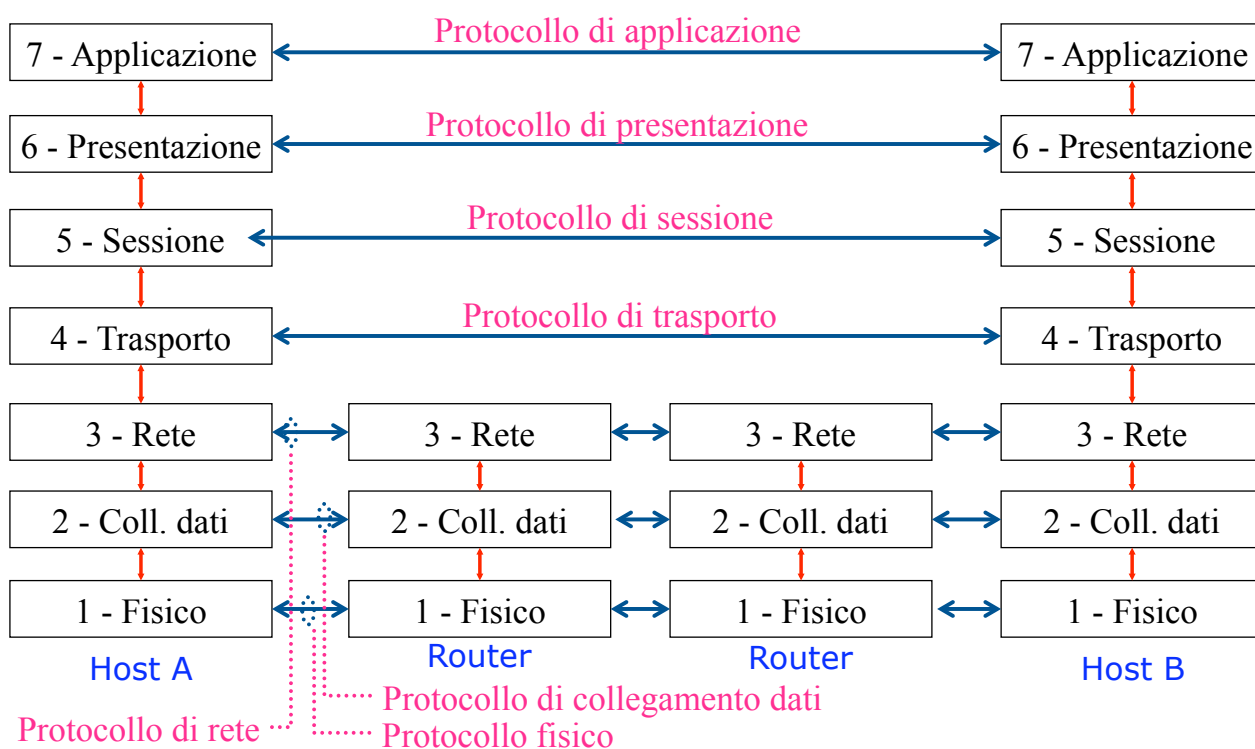 Protocollo di applicazione
7 - Applicazione
7 - Applicazione
Protocollo di presentazione
6 - Presentazione
6 - Presentazione
Protocollo di sessione
5 - Sessione
5 - Sessione
Protocollo di trasporto
4 - Trasporto
4 - Trasporto
3 - Rete
3 - Rete
3 - Rete
3 - Rete
2 - Coll. dati
2 - Coll. dati
2 - Coll. dati
2 - Coll. dati
1 - Fisico
1 - Fisico
1 - Fisico
1 - Fisico
Host A
Router
Router
Host B
Protocollo di collegamento dati
Protocollo di rete
Protocollo fisico